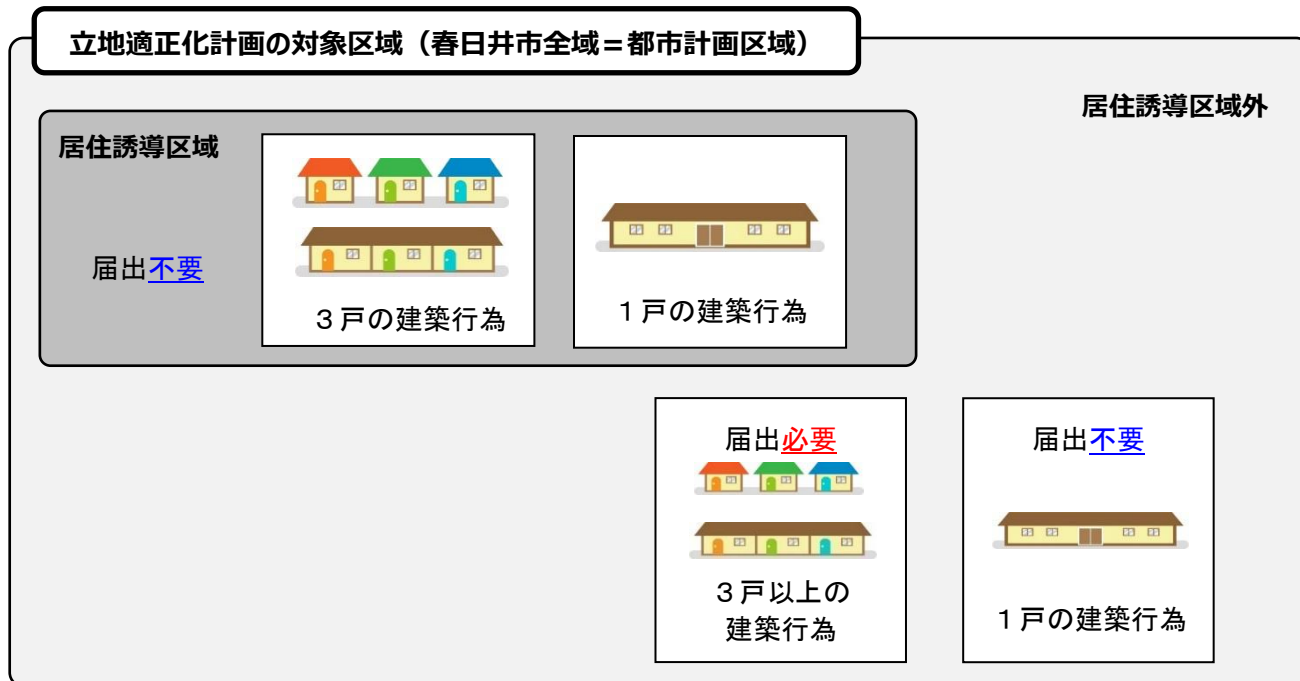 立地適正化計画の対象区域（春日井市全域＝都市計画区域）
居住誘導区域外
居住誘導区域
届出不要
３戸の建築行為
１戸の建築行為
届出必要
３戸以上の
建築行為
届出不要
１戸の建築行為